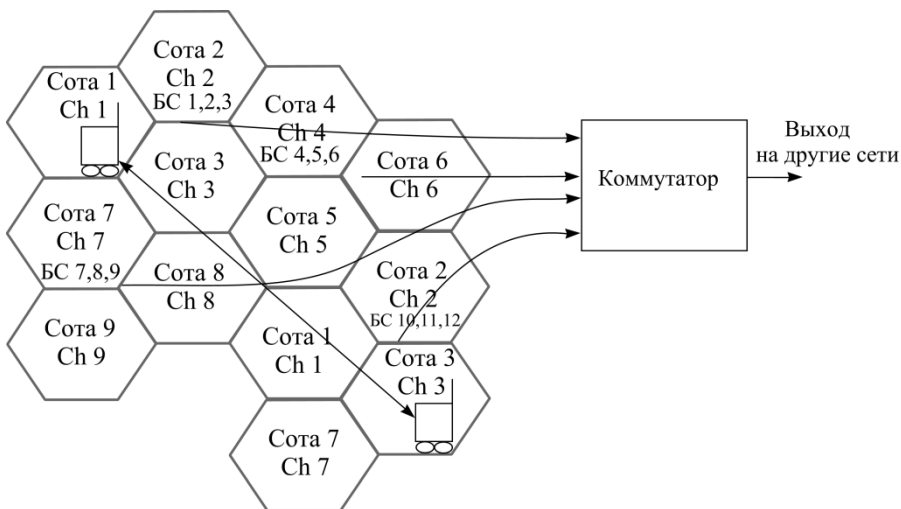 Сота 1
Ch 1
Сота 2
Ch 2
БС 1,2,3
Сота 4
Ch 4
БС 4,5,6
Сота 3
Ch 3
Сота 6
Ch 6
Коммутатор
Выход
на другие сети
Сота 7
Ch 7
БС 7,8,9
Сота 5
Ch 5
Сота 8
Ch 8
Сота 2
Ch 2
БС 10,11,12
Сота 9
Ch 9
Сота 1
Ch 1
Сота 3
Ch 3
Сота 7
Ch 7